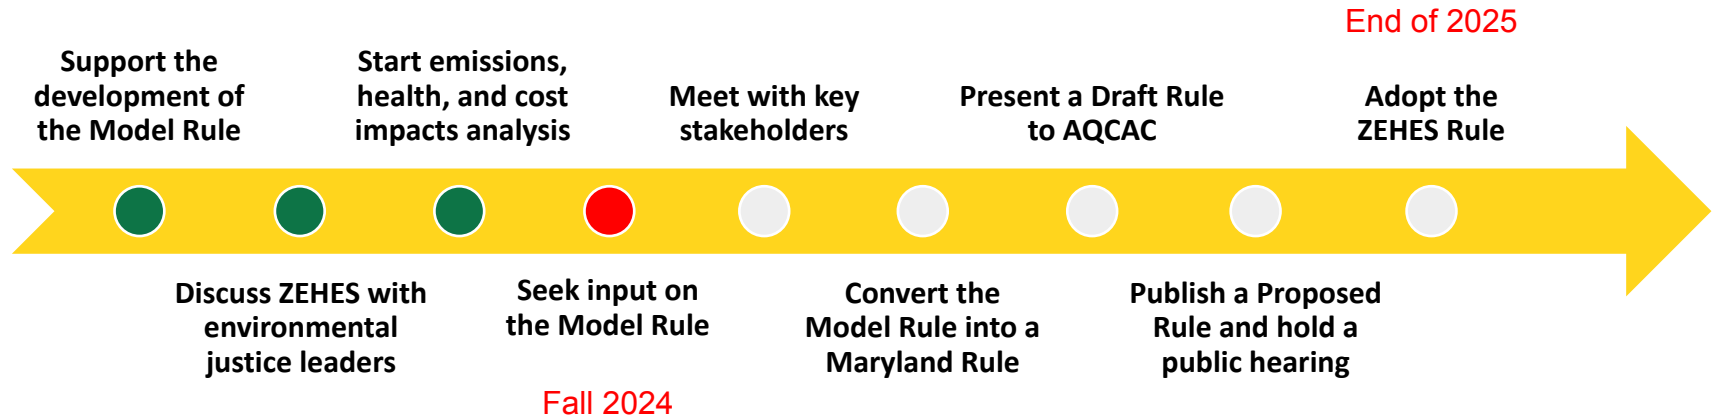 End of 2025
Support the
development of
the Model Rule
Start emissions,
health, and cost
impacts analysis
Meet with key
stakeholders
Present a Draft Rule
to AQCAC
Adopt the
ZEHES Rule
Discuss ZEHES with
environmental
justice leaders
Seek input on
the Model Rule
Convert the
Model Rule into a
Maryland Rule
Publish a Proposed
Rule and hold a
public hearing
Fall 2024